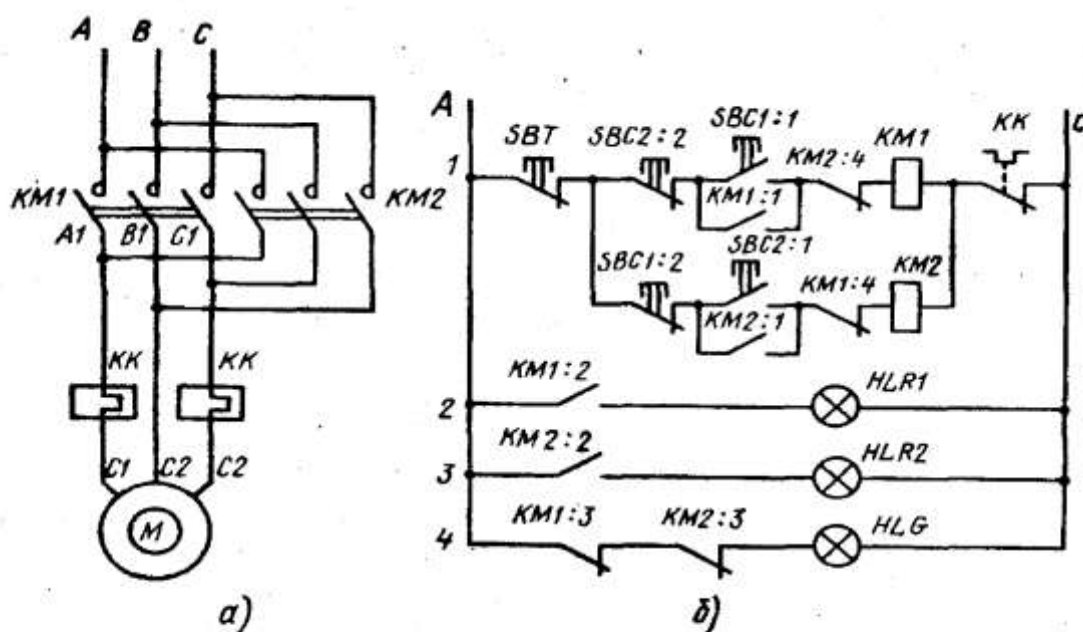 A B C
KM1 KM2
A1 B1 C1
KK KK
C1 C2 C2
M
а)
A C
1 SBT SBC2:2 SBC1:1 KM2:4 KM1 KK
KM1:1
SBC1:2 SBC2:1 KM1:4 KM2
KM2:1
2 KM1:2 HLR1
3 KM2:2 HLR2
4 KM1:3 KM2:3 HLG
б)